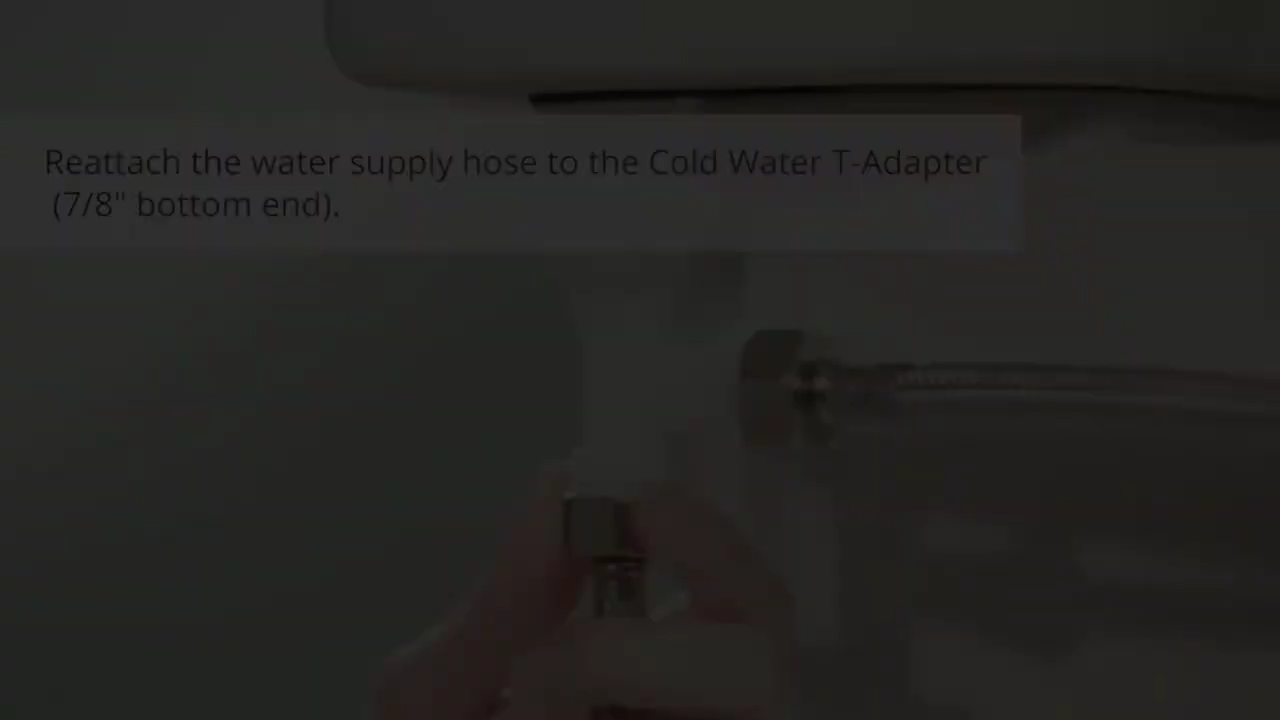 Reattach the water supply hose to the Cold Water T-Adapter
(7/8" bottom end).